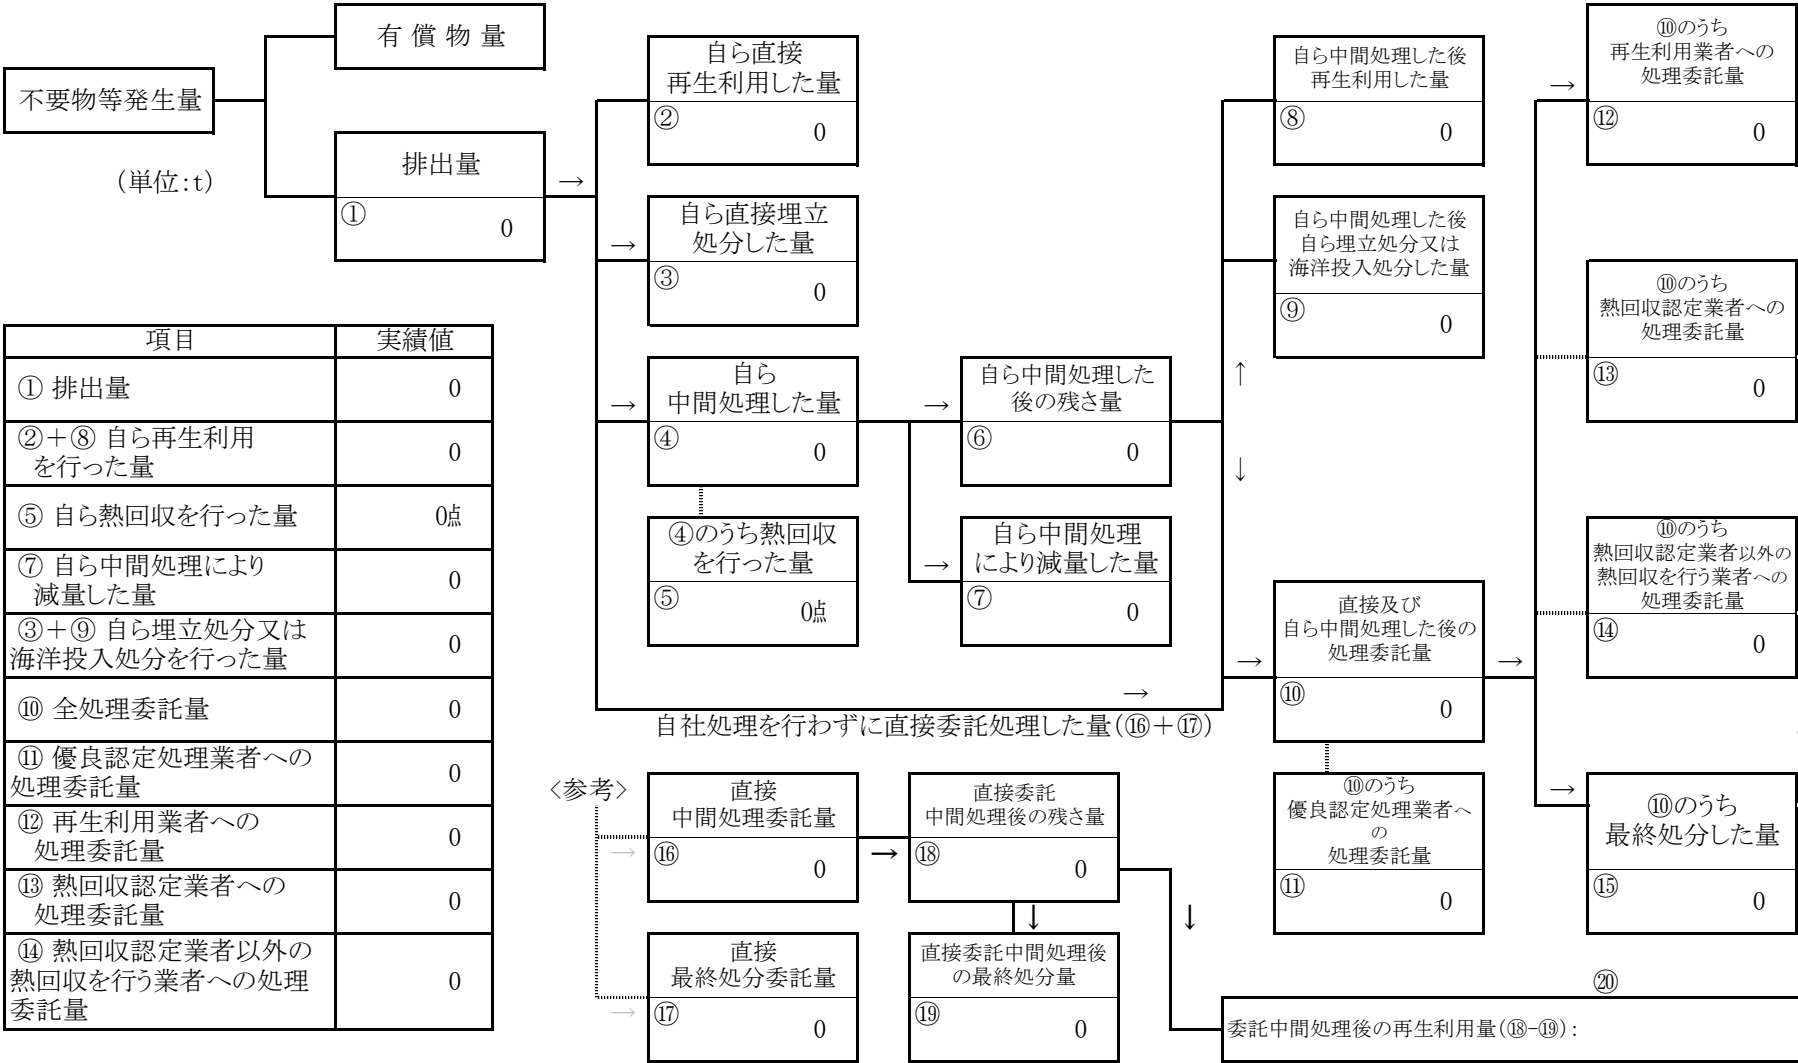 有 償 物 量
不要物等発生量
(単位:t)
排出量
①
0
→
自ら直接
再生利用した量
②
0
→
自ら直接埋立
処分した量
③
0
→
自ら
中間処理した量
④
0
④のうち熱回収
を行った量
⑤
0点
→
自ら中間処理した
後の残さ量
⑥
0
→
自ら中間処理
により減量した量
⑦
0
自ら中間処理した後
再生利用した量
⑧
0
自ら中間処理した後
自ら埋立処分又は
海洋投入処分した量
⑨
0
↑
↓
→
直接及び
自ら中間処理した後の
処理委託量
⑩
0
⑩のうち
優良認定処理業者へ
の
処理委託量
⑪
0
→
→
⑩のうち
再生利用業者への
処理委託量
⑫
0
⑩のうち
熱回収認定業者への
処理委託量
⑬
0
⑩のうち
熱回収認定業者以外の
熱回収を行う業者への
処理委託量
⑭
0
→
⑩のうち
最終処分した量
⑮
0
→
自社処理を行わずに直接委託処理した量(⑯+⑰)
〈参考〉
→
直接
中間処理委託量
⑯
0
→
直接委託
中間処理後の残さ量
⑱
0
↓
↓
→
直接
最終処分委託量
⑰
0
直接委託中間処理後
の最終処分量
⑲
0
⑳
委託中間処理後の再生利用量(⑱-⑲):
項目 実績値
① 排出量 0
②+⑧ 自ら再生利用
を行った量 0
⑤ 自ら熱回収を行った量 0点
⑦ 自ら中間処理により
減量した量 0
③+⑨ 自ら埋立処分又は
海洋投入処分を行った量 0
⑩ 全処理委託量 0
⑪ 優良認定処理業者への
処理委託量 0
⑫ 再生利用業者への
処理委託量 0
⑬ 熱回収認定業者への
処理委託量 0
⑭ 熱回収認定業者以外の
熱回収を行う業者への処理 0
委託量